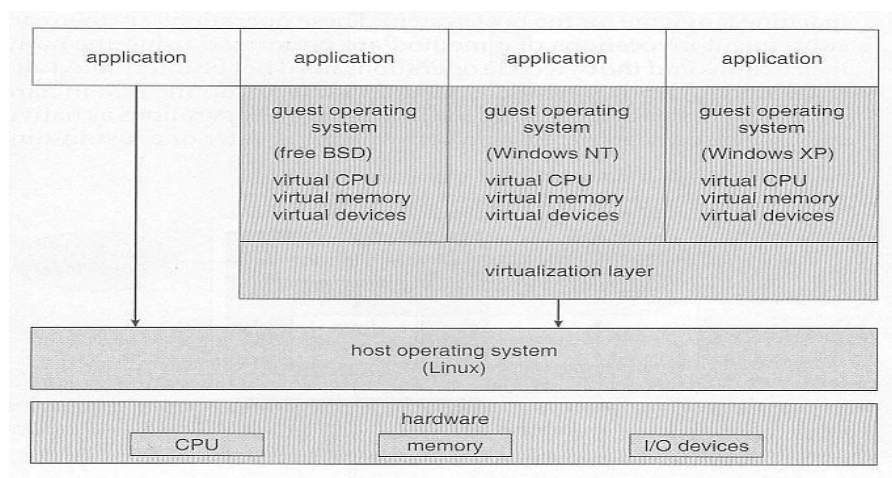 application
application
application
application
guest operating
system
(free BSD)
virtual CPU
virtual memory
virtual devices
guest operating
system
(Windows NT)
virtual CPU
virtual memory
virtual devices
guest operating
system
(Windows XP)
virtual CPU
virtual memory
virtual devices
virtualization layer
host operating system
(Linux)
hardware
CPU
memory
I/O devices